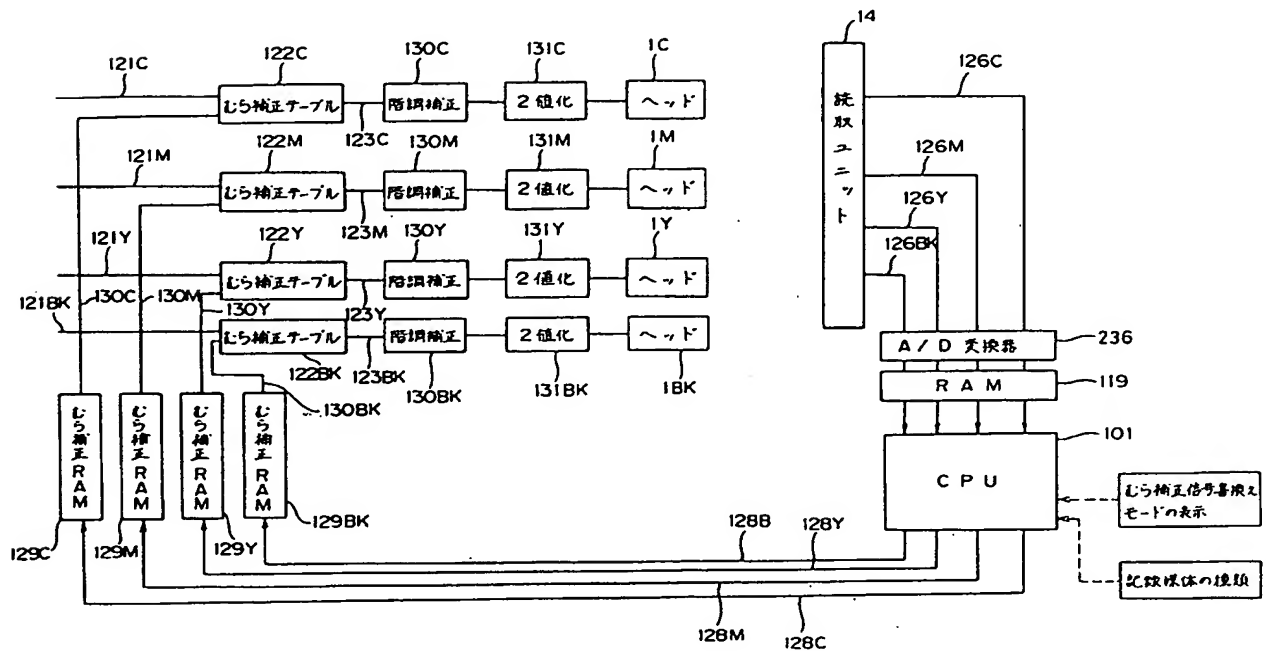 14
121C
122C
130C
131C
1C
126C
むら補正テーブル
階調補正
2値化
ヘッド
読取ユニット
123C
121M
122M
130M
131M
1M
126M
むら補正テーブル
階調補正
2値化
ヘッド
123M
126Y
121Y
122Y
130Y
131Y
1Y
126BK
むら補正テーブル
階調補正
2値化
ヘッド
121BK
130C
130M
130Y
123Y
むら補正テーブル
階調補正
2値化
ヘッド
A/D変換器
236
122BK
123BK
130BK
130BK
131BK
1BK
RAM
119
むら補正RAM
むら補正RAM
むら補正RAM
むら補正RAM
101
CPU
むら補正信号書換え
モードの表示
129C
129M
129Y
129BK
128B
128Y
記録媒体の種類
128M
128C